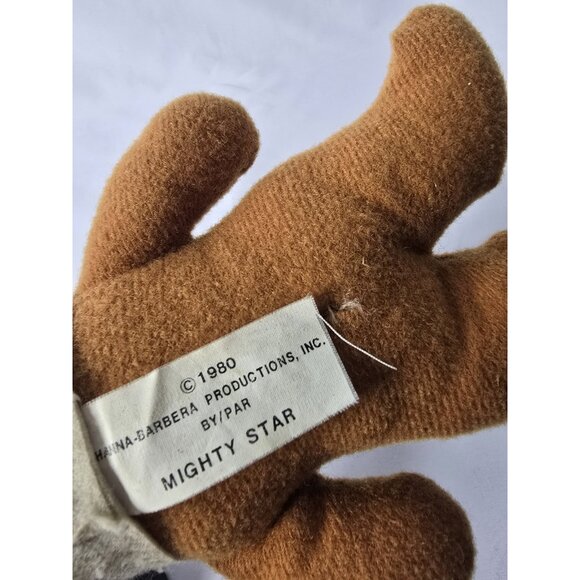 © 1980
HANNA-BARBERA PRODUCTIONS, INC.
BY/PAR
MIGHTY STAR